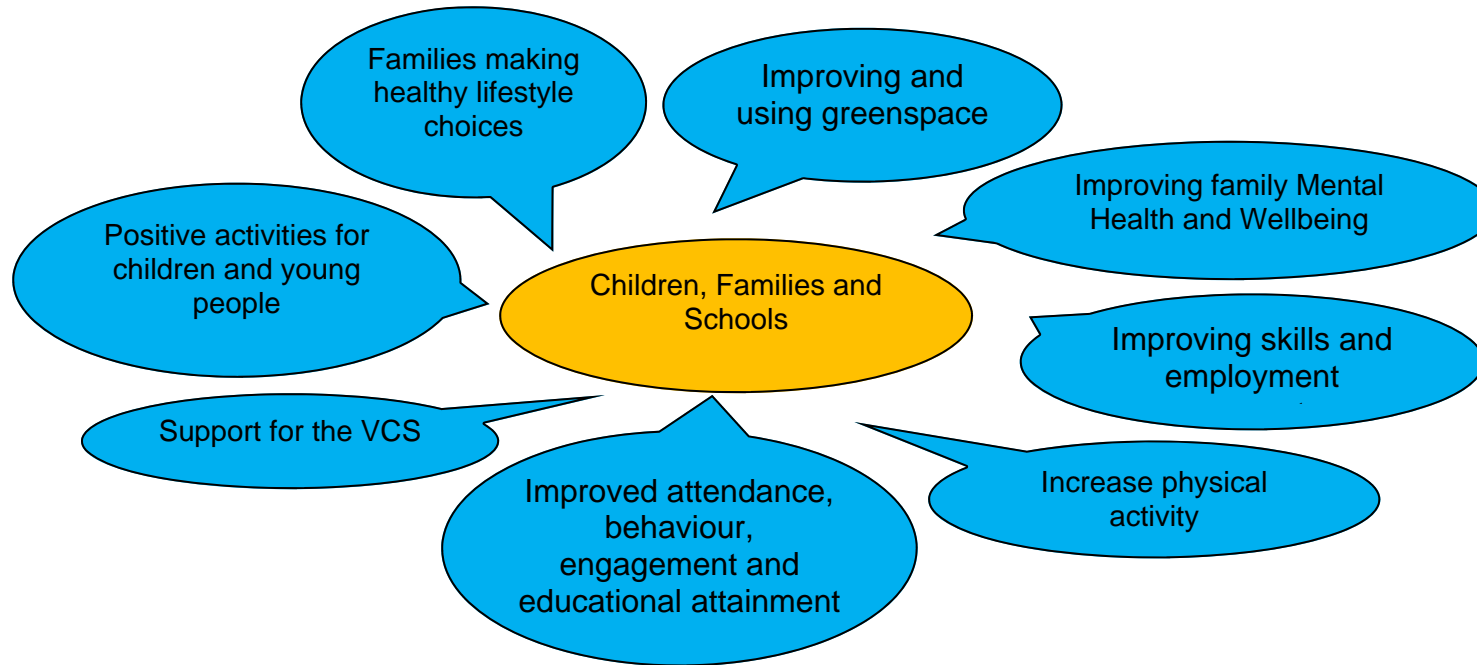 Families making
healthy lifestyle
choices
Improving and
using greenspace
Improving family Mental
Health and Wellbeing
Positive activities for
children and young
people
Children, Families and
Schools
Improving skills and
employment
Support for the VCS
Improved attendance,
behaviour,
engagement and
educational attainment
Increase physical
activity